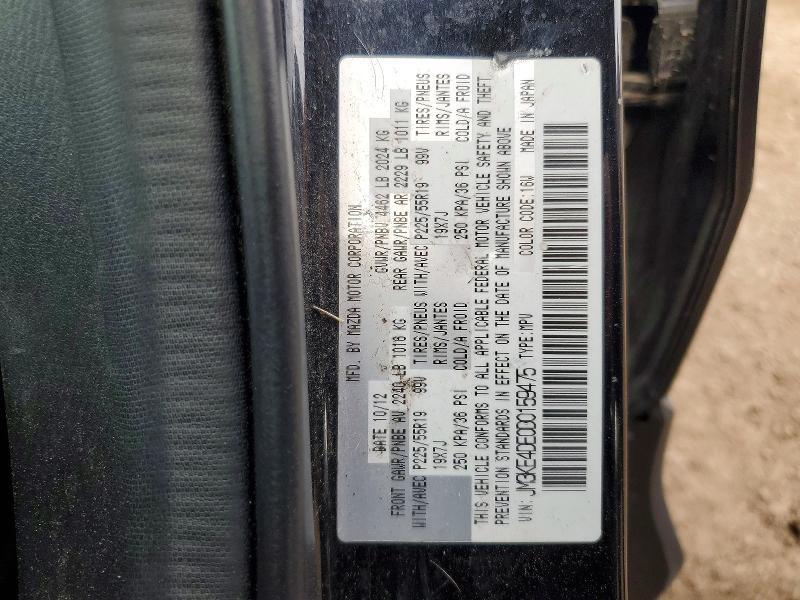 MFD. BY MAZDA MOTOR CORPORATION
DATE 10/12 GVWR/PNBV 4462 LB 2024 KG
FRONT GAWR/PNBE AV 2240 LB 1016 KG REAR GAWR/PNBE AR 2229 LB 1011 KG
WITH/AVEC P225/55R19 99V TIRES/PNEUS WITH/AVEC P225/55R19 99V TIRES/PNEUS
19X7J RIMS/JANTES 19X7J RIMS/JANTES
250 KPA/36 PSI COLD/A FROID 250 KPA/36 PSI COLD/A FROID
THIS VEHICLE CONFORMS TO ALL APPLICABLE FEDERAL MOTOR VEHICLE SAFETY AND THEFT
PREVENTION STANDARDS IN EFFECT ON THE DATE OF MANUFACTURE SHOWN ABOVE
VIN: JM3KE4DE0D0159475 TYPE: MPV COLOR CODE: 16W MADE IN JAPAN